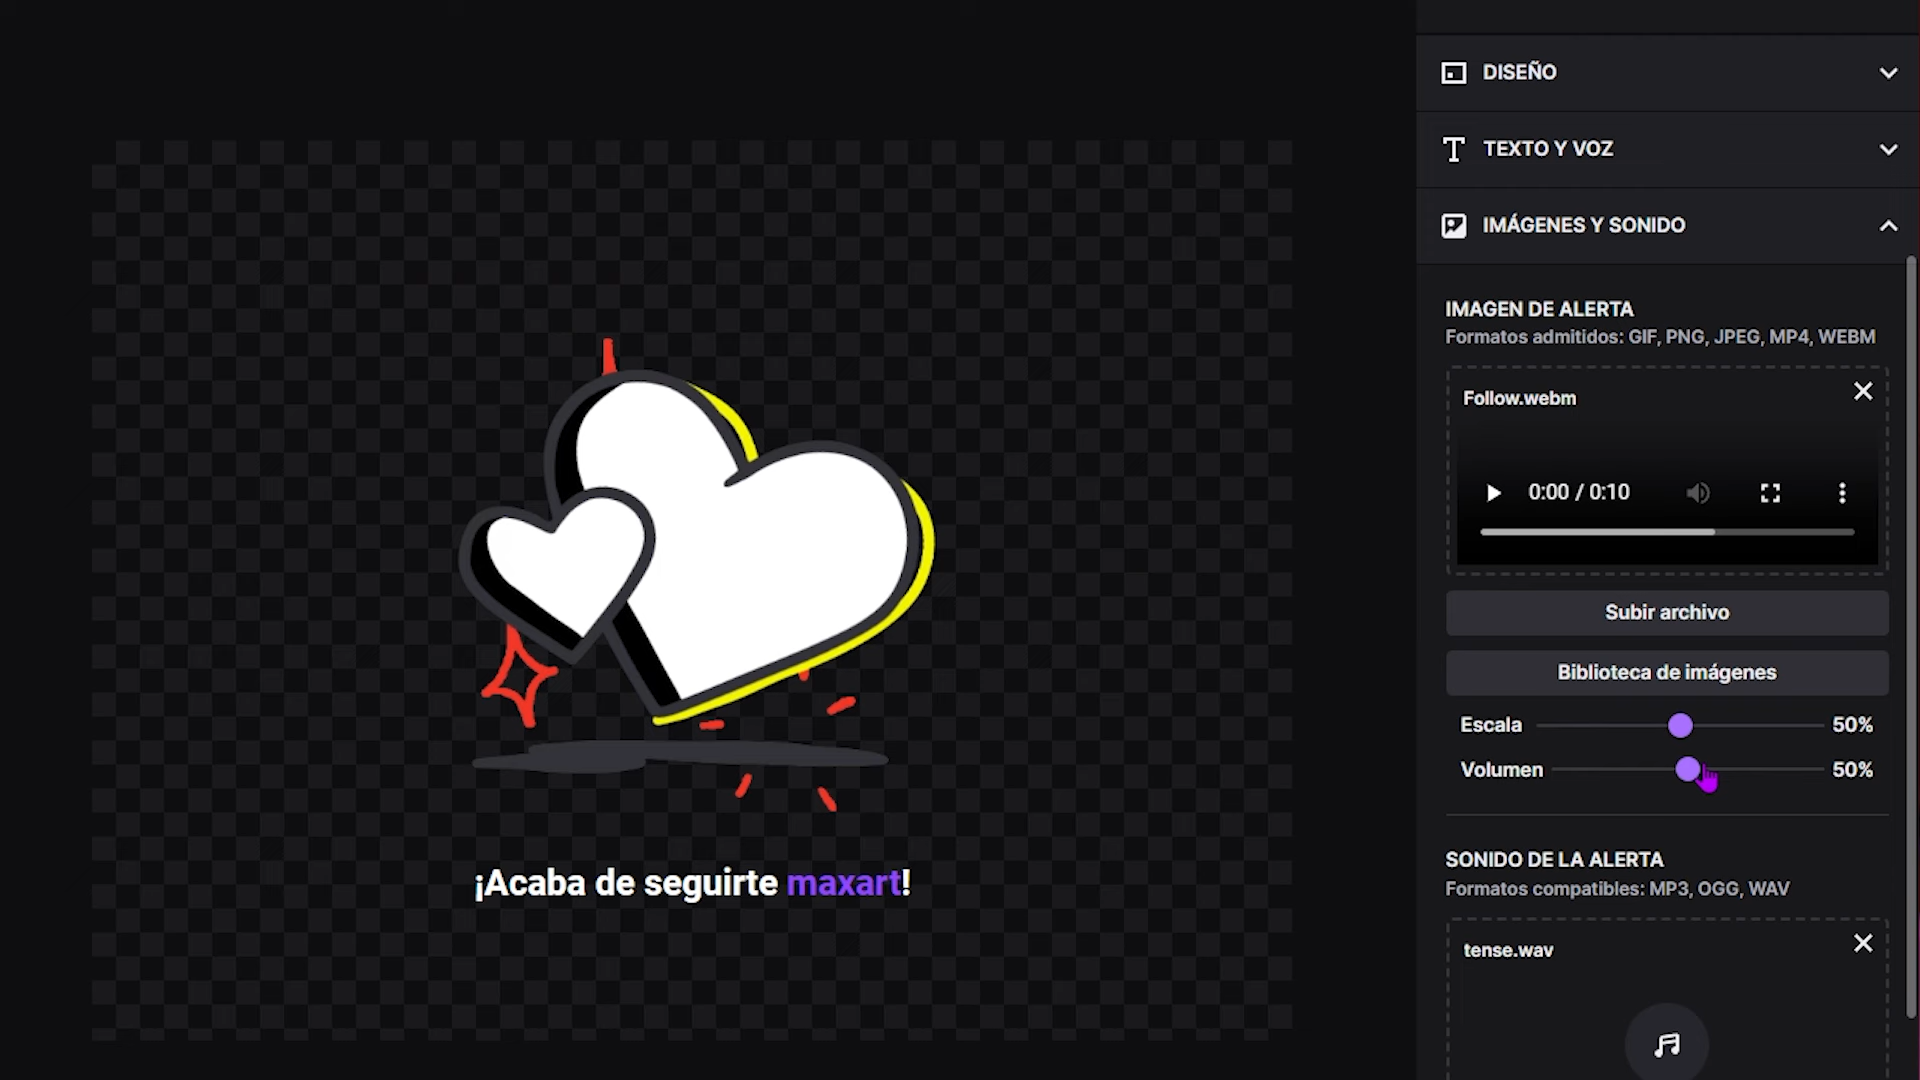 DISEÑO
TEXTO Y VOZ
IMÁGENES Y SONIDO
IMAGEN DE ALERTA
Formatos admitidos: GIF, PNG, JPEG, MP4, WEBM
Follow.webm
0:00 / 0:10
Subir archivo
Biblioteca de imágenes
Escala 50%
Volumen 50%
SONIDO DE LA ALERTA
Formatos compatibles: MP3, OGG, WAV
tense.wav
¡Acaba de seguirte maxart!